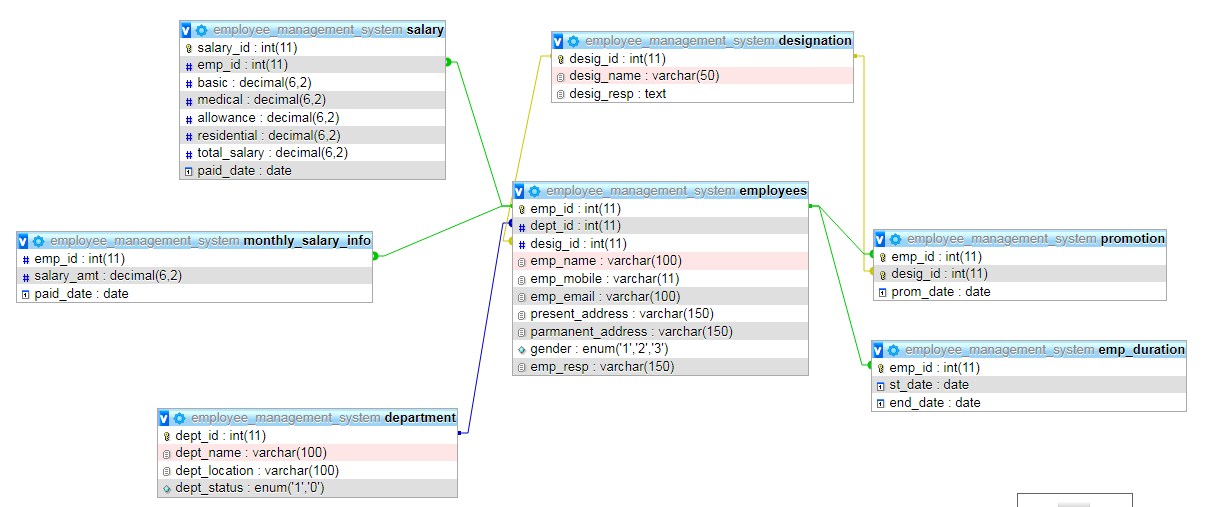 employee_management_system salary
salary_id : int(11)
emp_id : int(11)
basic : decimal(6,2)
medical : decimal(6,2)
allowance : decimal(6,2)
residential : decimal(6,2)
total_salary : decimal(6,2)
paid_date : date
employee_management_system designation
desig_id : int(11)
desig_name : varchar(50)
desig_resp : text
employee_management_system employees
emp_id : int(11)
dept_id : int(11)
desig_id : int(11)
emp_name : varchar(100)
emp_mobile : varchar(11)
emp_email : varchar(100)
present_address : varchar(150)
parmanent_address : varchar(150)
gender : enum('1','2','3')
emp_resp : varchar(150)
employee_management_system monthly_salary_info
emp_id : int(11)
salary_amt : decimal(6,2)
paid_date : date
employee_management_system promotion
emp_id : int(11)
desig_id : int(11)
prom_date : date
employee_management_system emp_duration
emp_id : int(11)
st_date : date
end_date : date
employee_management_system department
dept_id : int(11)
dept_name : varchar(100)
dept_location : varchar(100)
dept_status : enum('1','0')